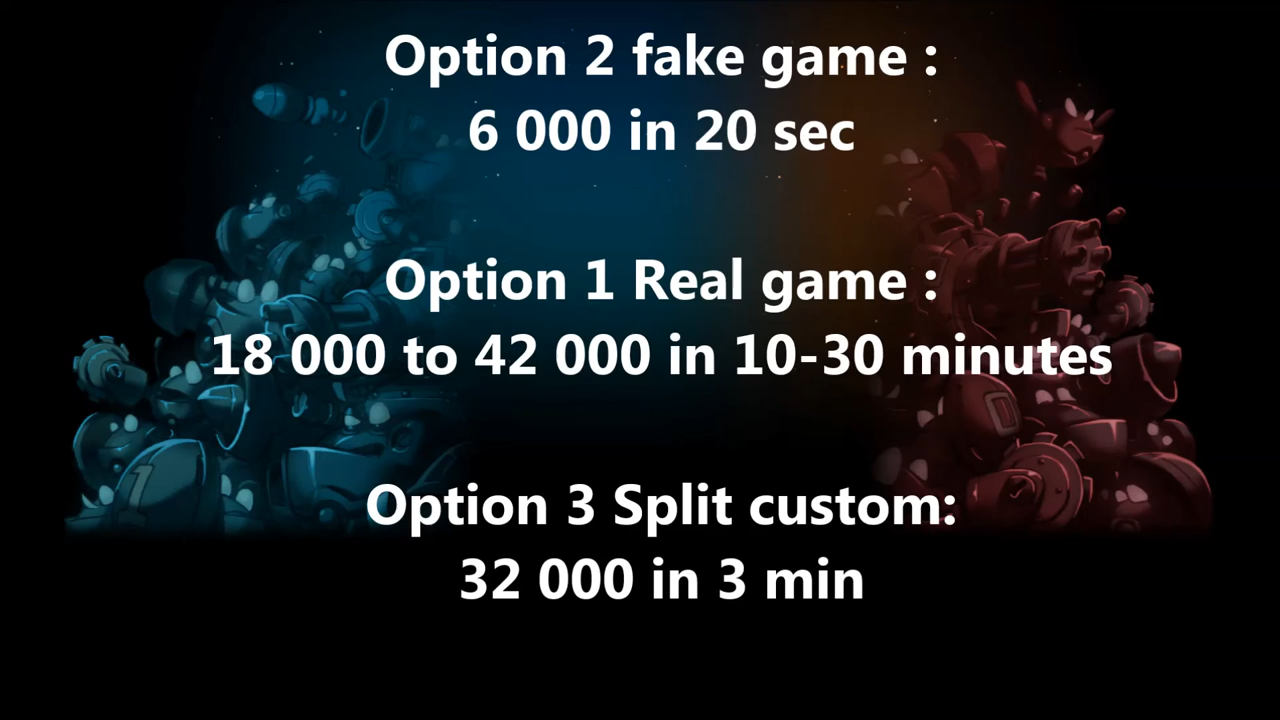 Option 2 fake game :
6 000 in 20 sec
Option 1 Real game :
18 000 to 42 000 in 10-30 minutes
Option 3 Split custom:
32 000 in 3 min